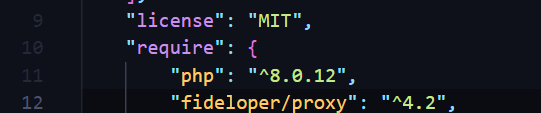 ],
9 "license": "MIT",
10 "require": {
11 "php": "^8.0.12",
12 "fideloper/proxy": "^4.2",